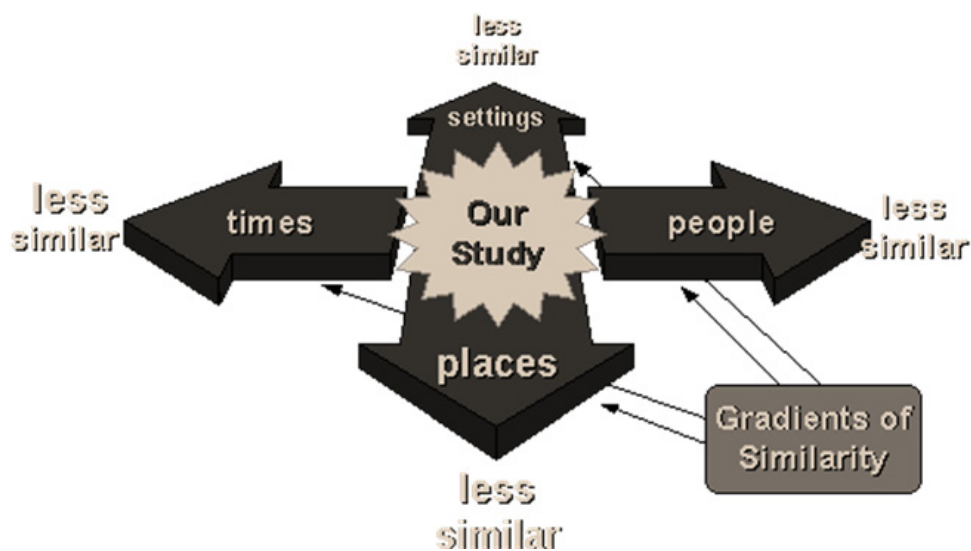 less
similar
settings
less
similar
times
Our
Study
people
less
similar
places
Gradients of
Similarity
less
similar